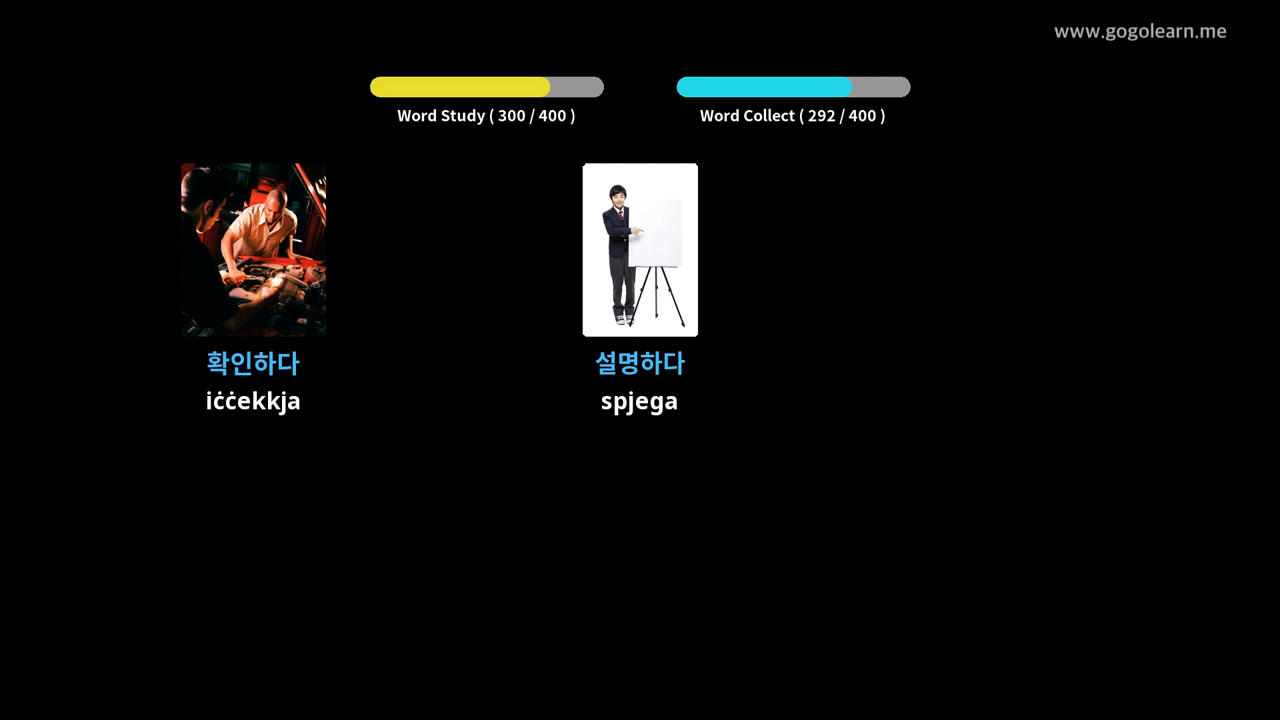 www.gogolearn.me
Word Study ( 300 / 400 )
Word Collect ( 292 / 400 )
확인하다
iċċekkja
설명하다
spjega